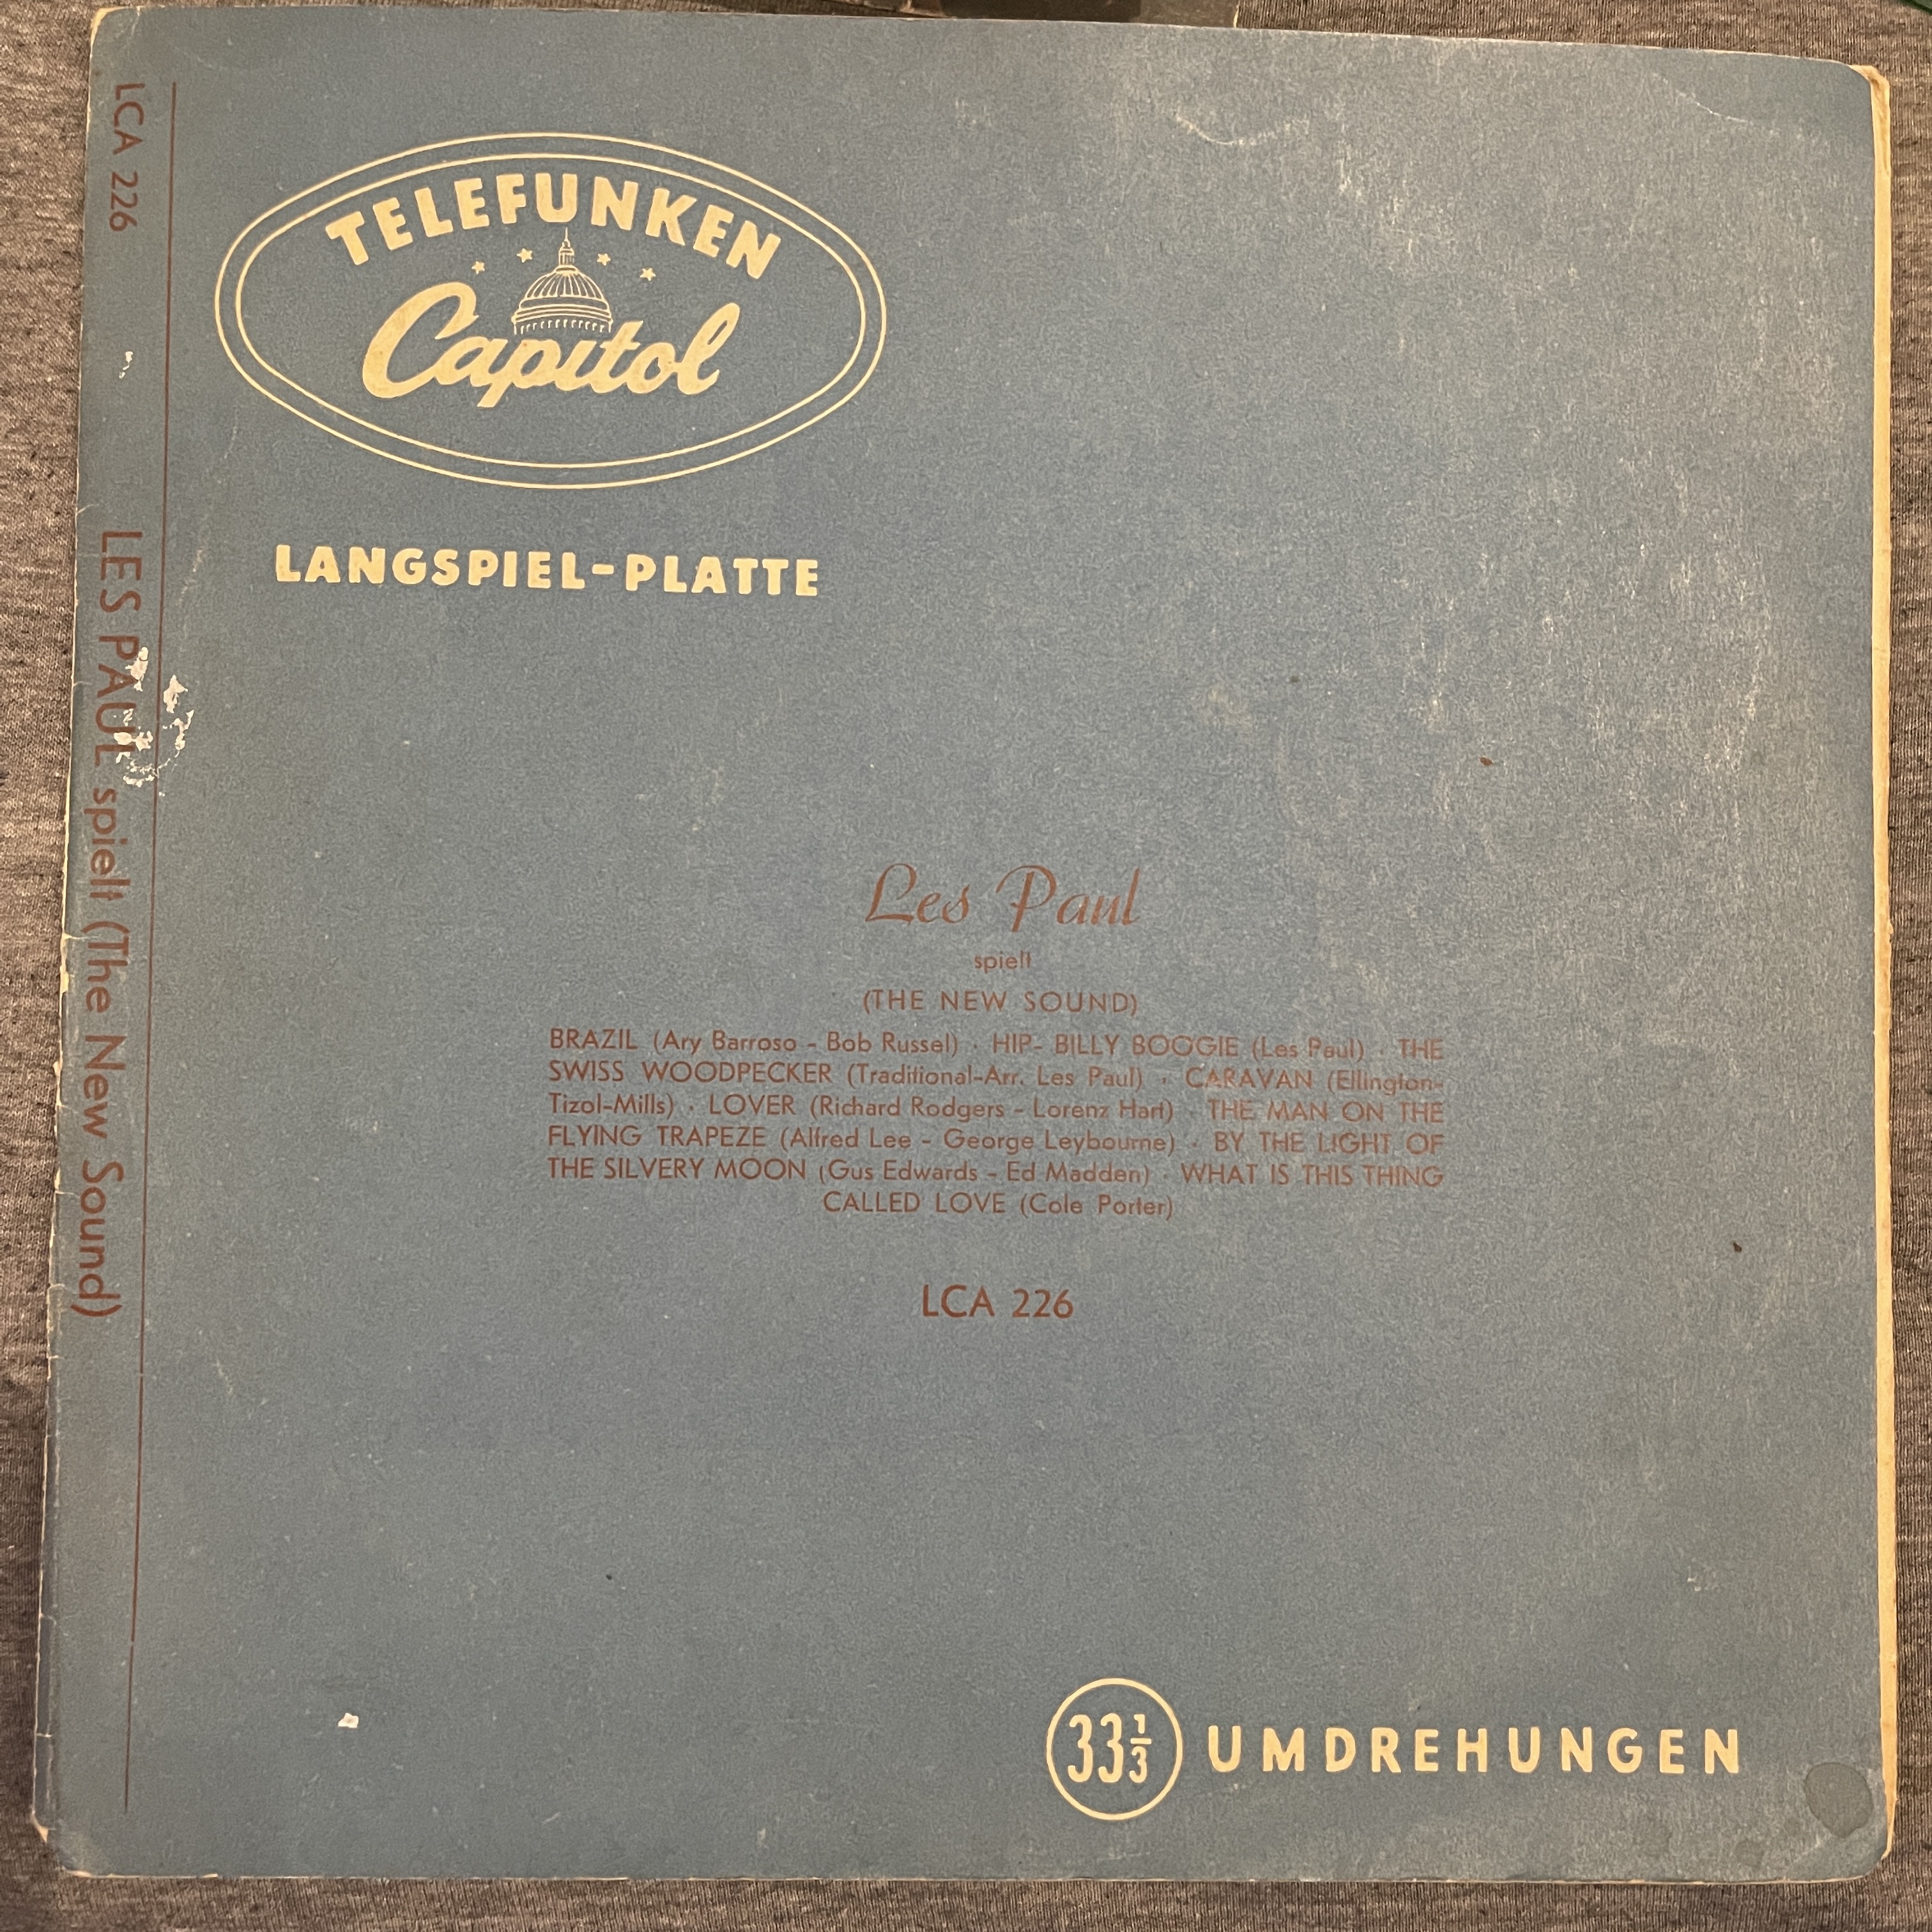 LCA 226
LES PAUL spielt (The New Sound)
TELEFUNKEN
Capitol
LANGSPIEL-PLATTE
Les Paul
spielt
(THE NEW SOUND)
BRAZIL (Ary Barroso - Bob Russel) · HIP- BILLY BOOGIE (Les Paul) · THE
SWISS WOODPECKER (Traditional-Arr. Les Paul) · CARAVAN (Ellington-
Tizol-Mills) · LOVER (Richard Rodgers - Lorenz Hart) · THE MAN ON THE
FLYING TRAPEZE (Alfred Lee - George Leybourne) · BY THE LIGHT OF
THE SILVERY MOON (Gus Edwards - Ed Madden) · WHAT IS THIS THING
CALLED LOVE (Cole Porter)
LCA 226
33⅓ UMDREHUNGEN